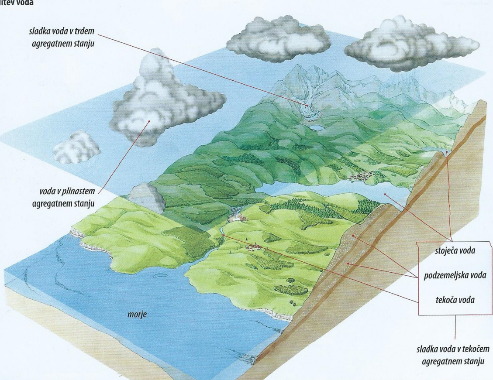 litev voda
sladka voda v trdem
agregatnem stanju
voda v plinastem
agregatnem stanju
stoječa voda
podzemeljska voda
tekoča voda
morje
sladka voda v tekočem
agregatnem stanju